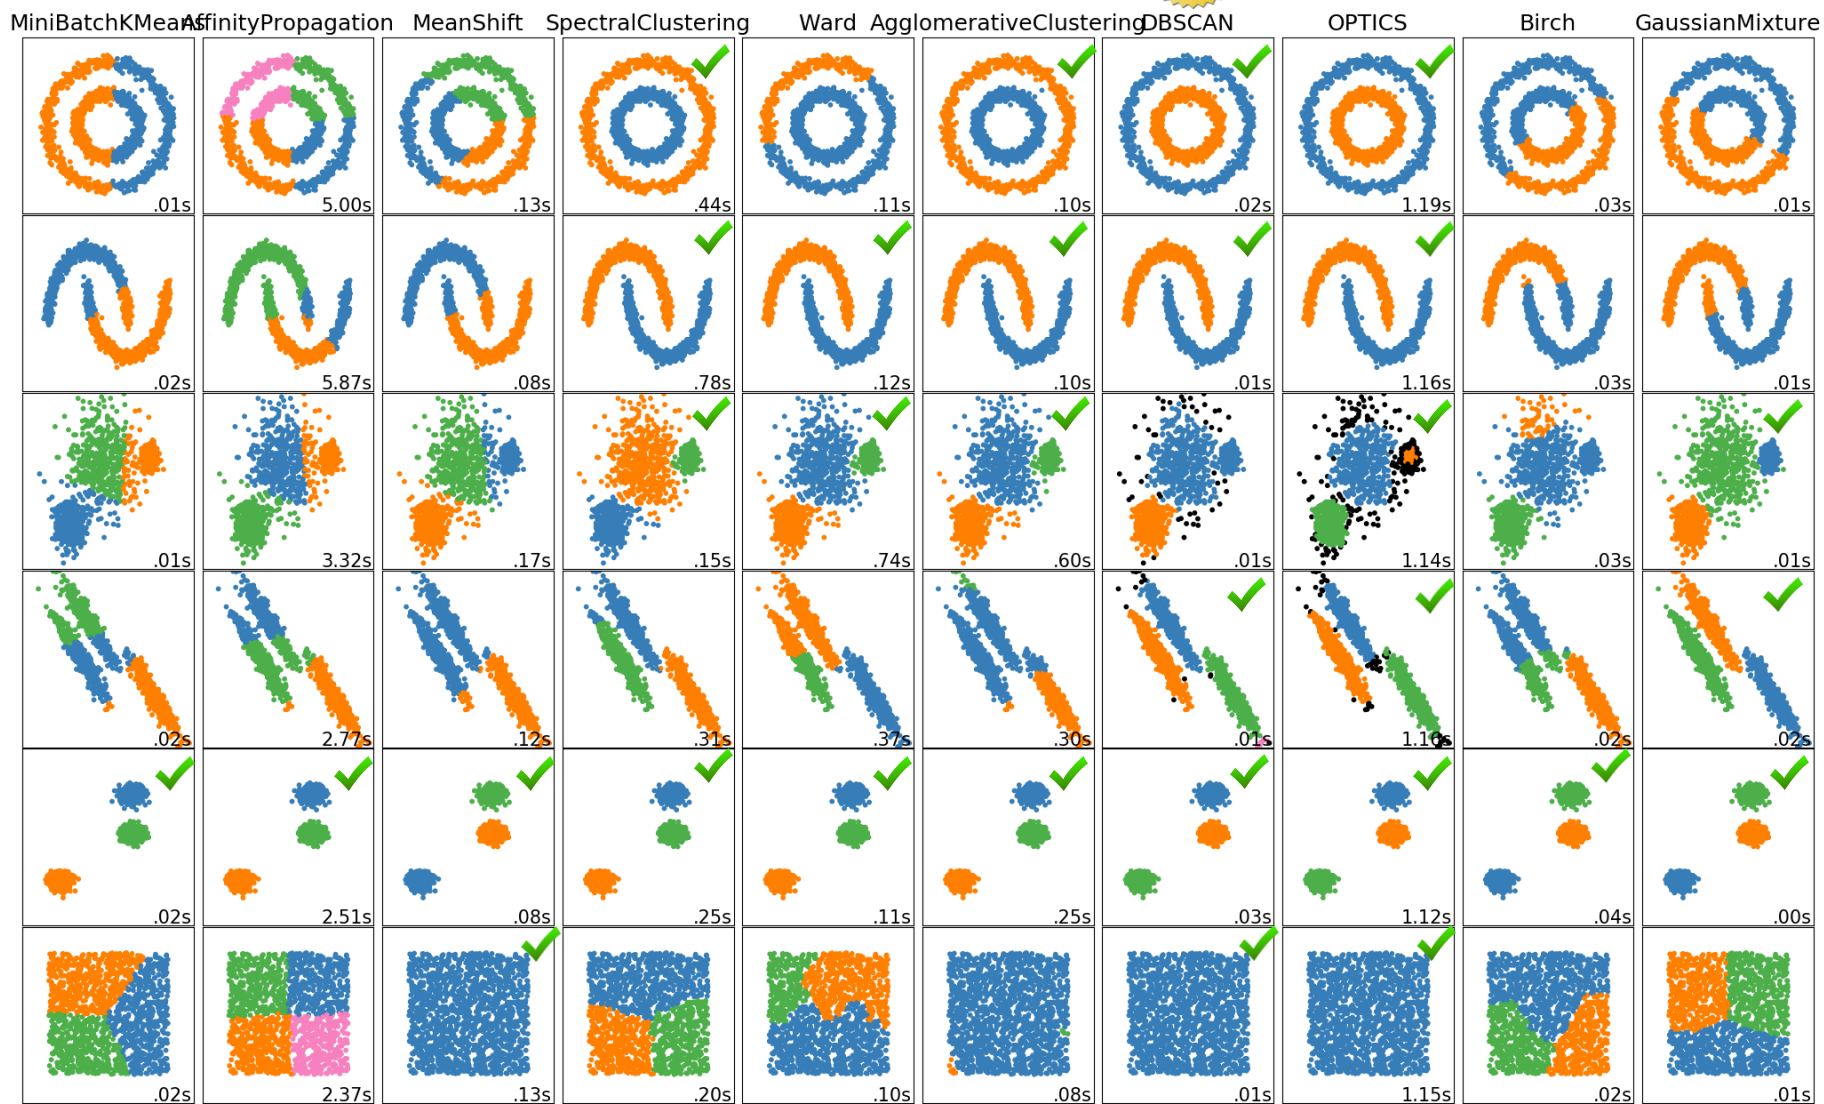 MiniBatchKMeans AffinityPropagation MeanShift SpectralClustering Ward AgglomerativeClustering DBSCAN OPTICS Birch GaussianMixture
.01s 5.00s .13s .44s .11s .10s .02s 1.19s .03s .01s
.02s 5.87s .08s .78s .12s .10s .01s 1.16s .03s .01s
.01s 3.32s .17s .15s .74s .60s .01s 1.14s .03s .01s
.02s 2.77s .12s .31s .37s .30s .01s 1.16s .02s .02s
.02s 2.51s .08s .25s .11s .25s .03s 1.12s .04s .00s
.02s 2.37s .13s .20s .10s .08s .01s 1.15s .02s .01s